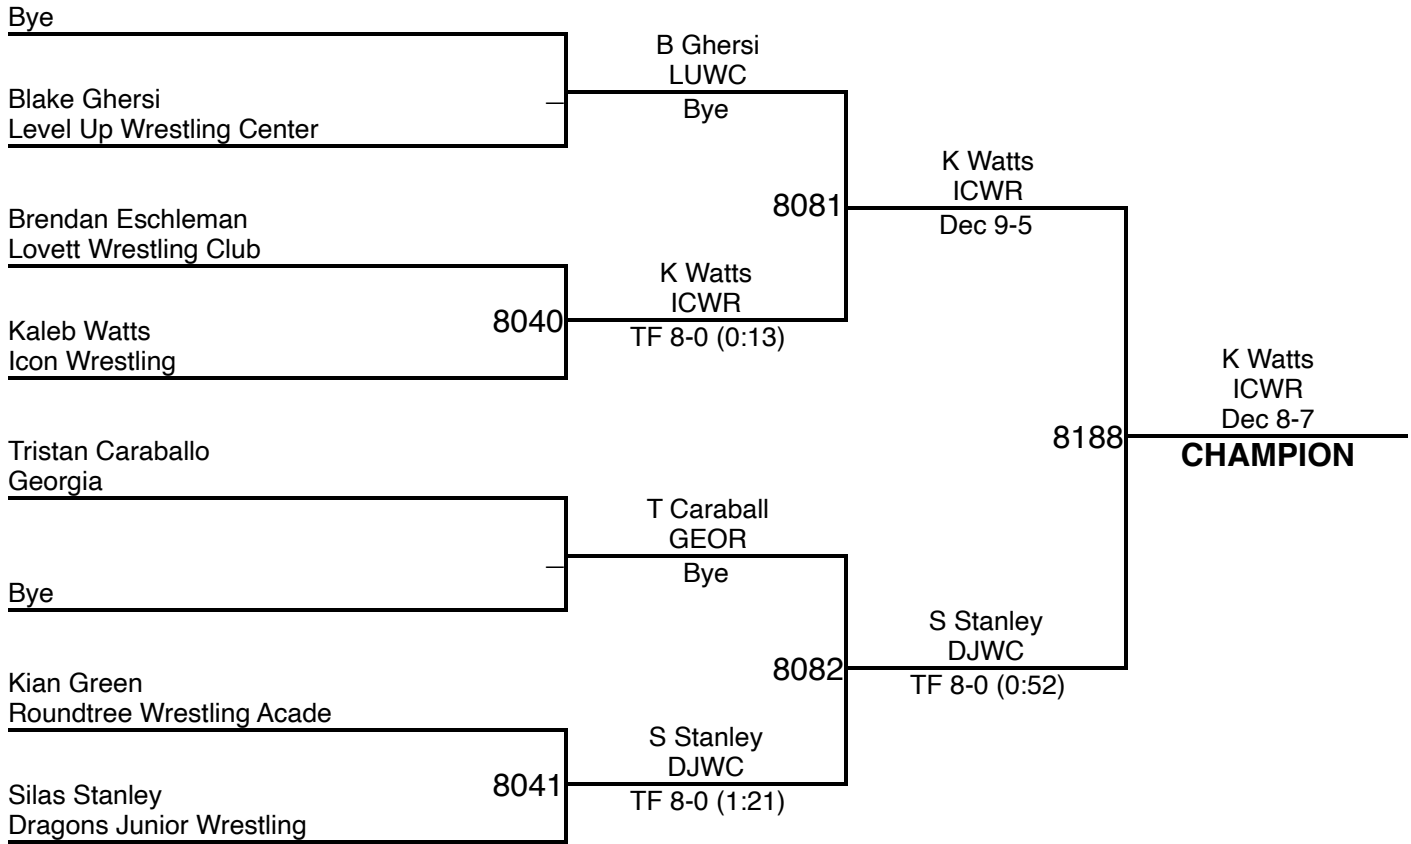 Bye
Blake Ghersi
Level Up Wrestling Center
Brendan Eschleman
Lovett Wrestling Club
Kaleb Watts
Icon Wrestling
Tristan Caraballo
Georgia
Bye
Kian Green
Roundtree Wrestling Acade
Silas Stanley
Dragons Junior Wrestling
8040
8041
B Ghersi
LUWC
Bye
K Watts
ICWR
TF 8-0 (0:13)
T Caraball
GEOR
Bye
S Stanley
DJWC
TF 8-0 (1:21)
8081
8082
K Watts
ICWR
Dec 9-5
S Stanley
DJWC
TF 8-0 (0:52)
8188
K Watts
ICWR
Dec 8-7
CHAMPION